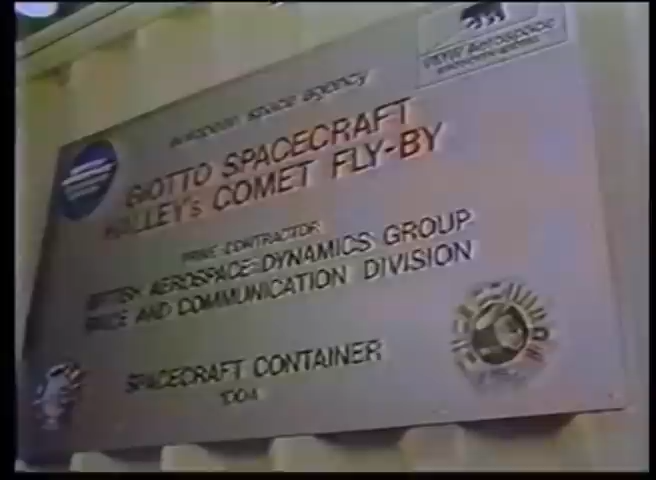 european space agency
GIOTTO SPACECRAFT
HALLEY's COMET FLY-BY
PRIME CONTRACTOR
BRITISH AEROSPACE DYNAMICS GROUP
SPACE AND COMMUNICATION DIVISION
SPACECRAFT CONTAINER
Aerospace